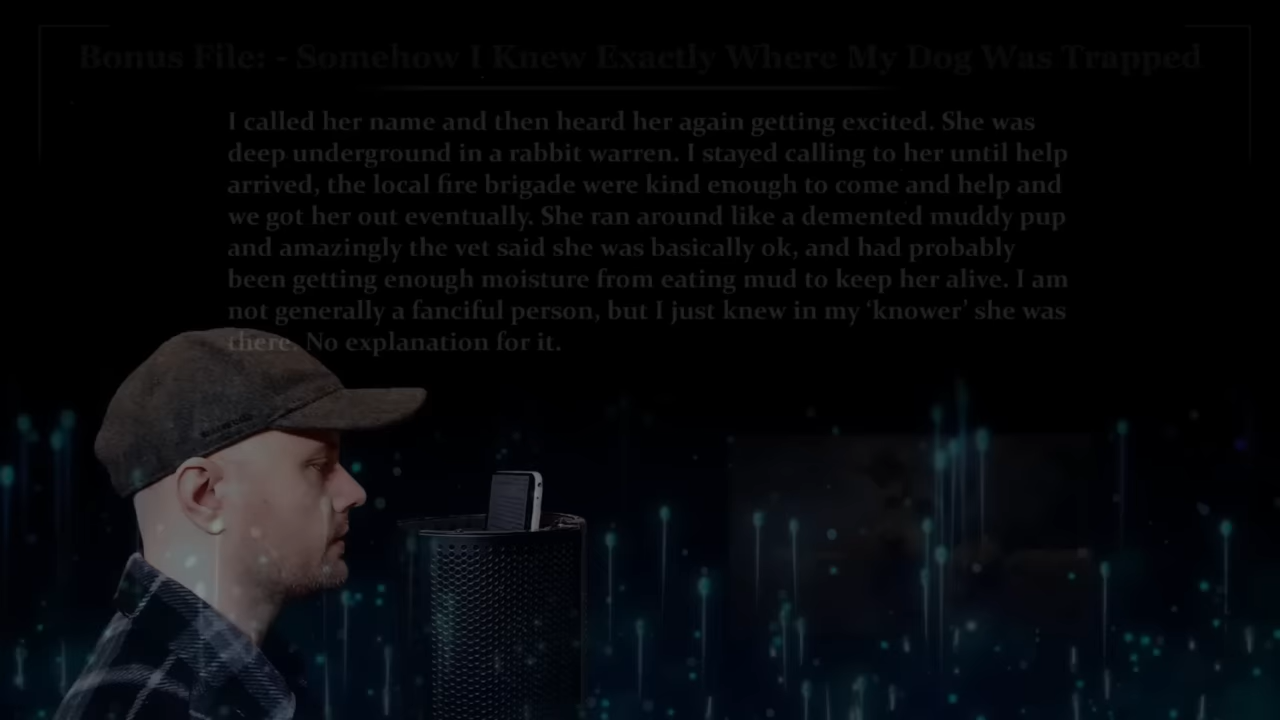 Bonus File: - Somehow I Knew Exactly Where My Dog Was Trapped
I called her name and then heard her again getting excited. She was
deep underground in a rabbit warren. I stayed calling to her until help
arrived, the local fire brigade were kind enough to come and help and
we got her out eventually. She ran around like a demented muddy pup
and amazingly the vet said she was basically ok, and had probably
been getting enough moisture from eating mud to keep her alive. I am
not generally a fanciful person, but I just knew in my ‘knower’ she was
there. No explanation for it.